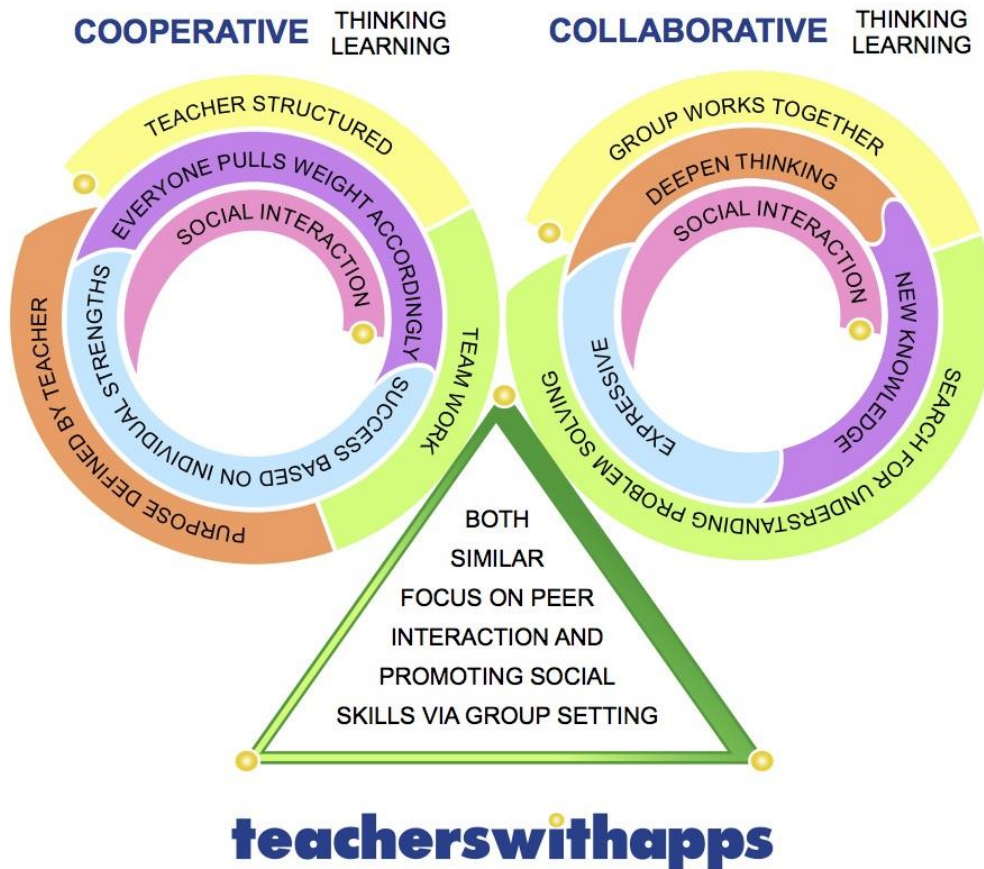 COOPERATIVE
THINKING
LEARNING
TEACHER STRUCTURED
EVERYONE PULLS WEIGHT ACCORDINGLY
SOCIAL INTERACTION
PURPOSE DEFINED BY TEACHER
SUCCESS BASED ON INDIVIDUAL STRENGTHS
TEAM WORK
COLLABORATIVE
THINKING
LEARNING
GROUP WORKS TOGETHER
DEEPEN THINKING
SOCIAL INTERACTION
NEW KNOWLEDGE
EXPRESSIVE
SEARCH FOR UNDERSTANDING PROBLEM SOLVING
BOTH
SIMILAR
FOCUS ON PEER
INTERACTION AND
PROMOTING SOCIAL
SKILLS VIA GROUP SETTING
teacherswithapps